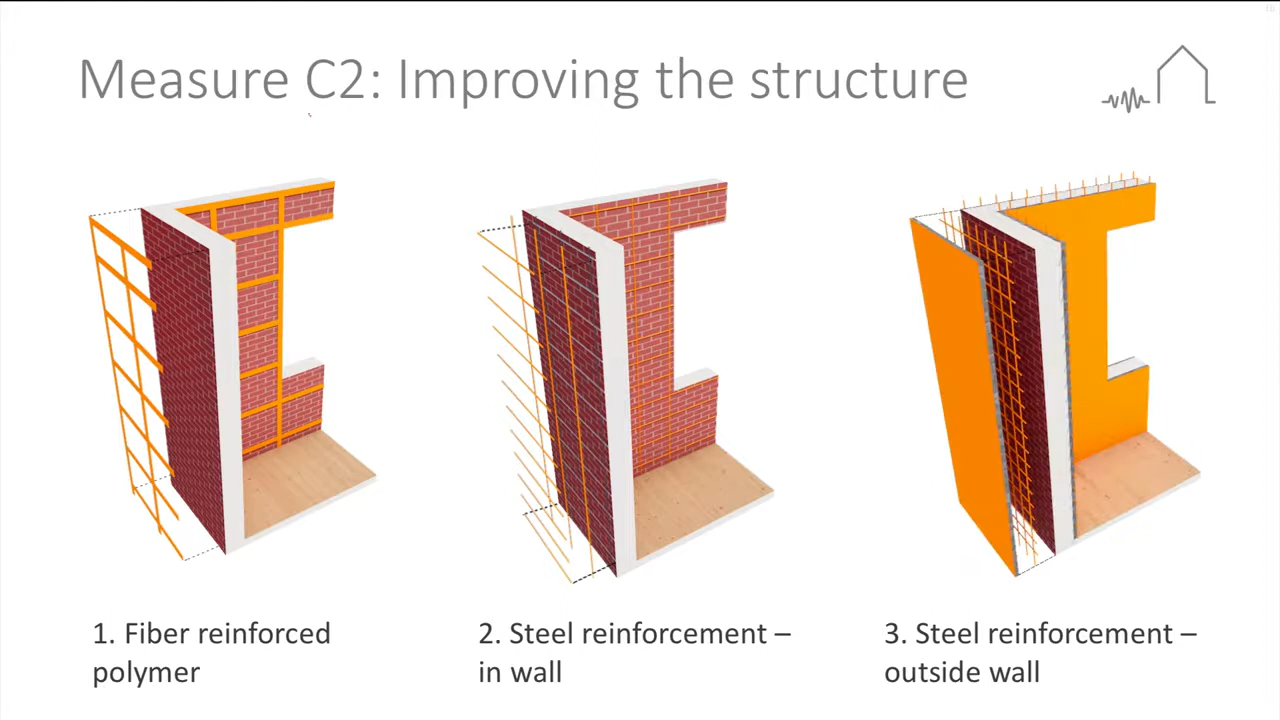 Measure C2: Improving the structure
1. Fiber reinforced
polymer
2. Steel reinforcement –
in wall
3. Steel reinforcement –
outside wall